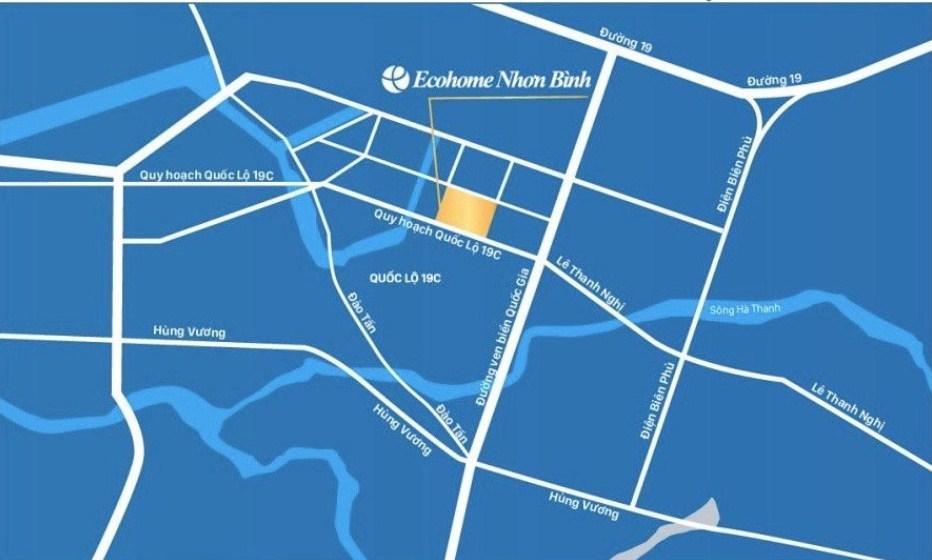 Đường 19
Đường 19
Ecohome Nhơn Bình
Điện Biên Phủ
Quy hoạch Quốc Lộ 19C
Quy hoạch Quốc Lộ 19C
QUỐC LỘ 19C
Lê Thanh Nghị
Đường ven biển Quốc Gia
Đào Tấn
Sông Hà Thanh
Hùng Vương
Điện Biên Phủ
Lê Thanh Nghị
Đào Tấn
Hùng Vương
Hùng Vương